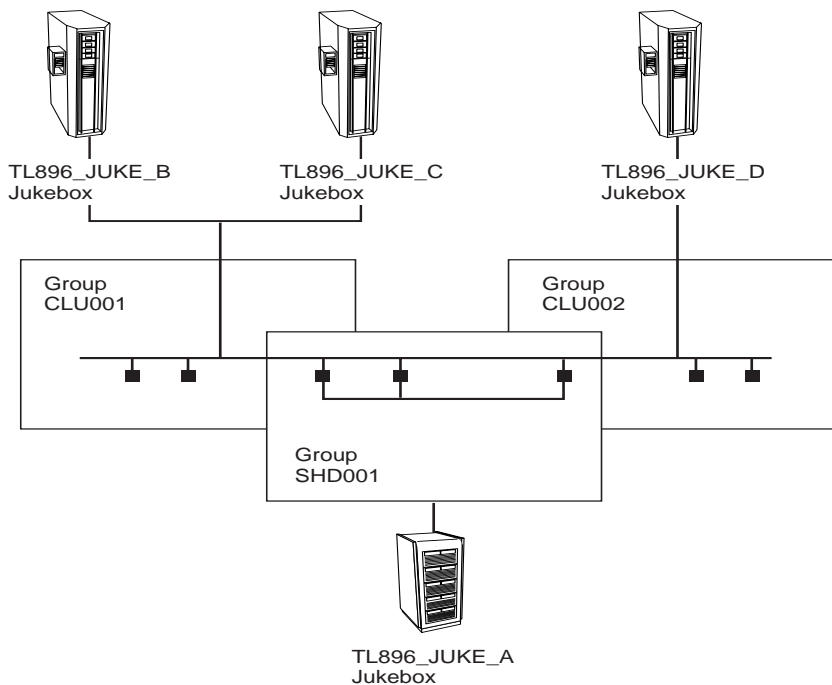 TL896_JUKE_B
Jukebox
TL896_JUKE_C
Jukebox
TL896_JUKE_D
Jukebox
Group
CLU001
Group
CLU002
Group
SHD001
TL896_JUKE_A
Jukebox